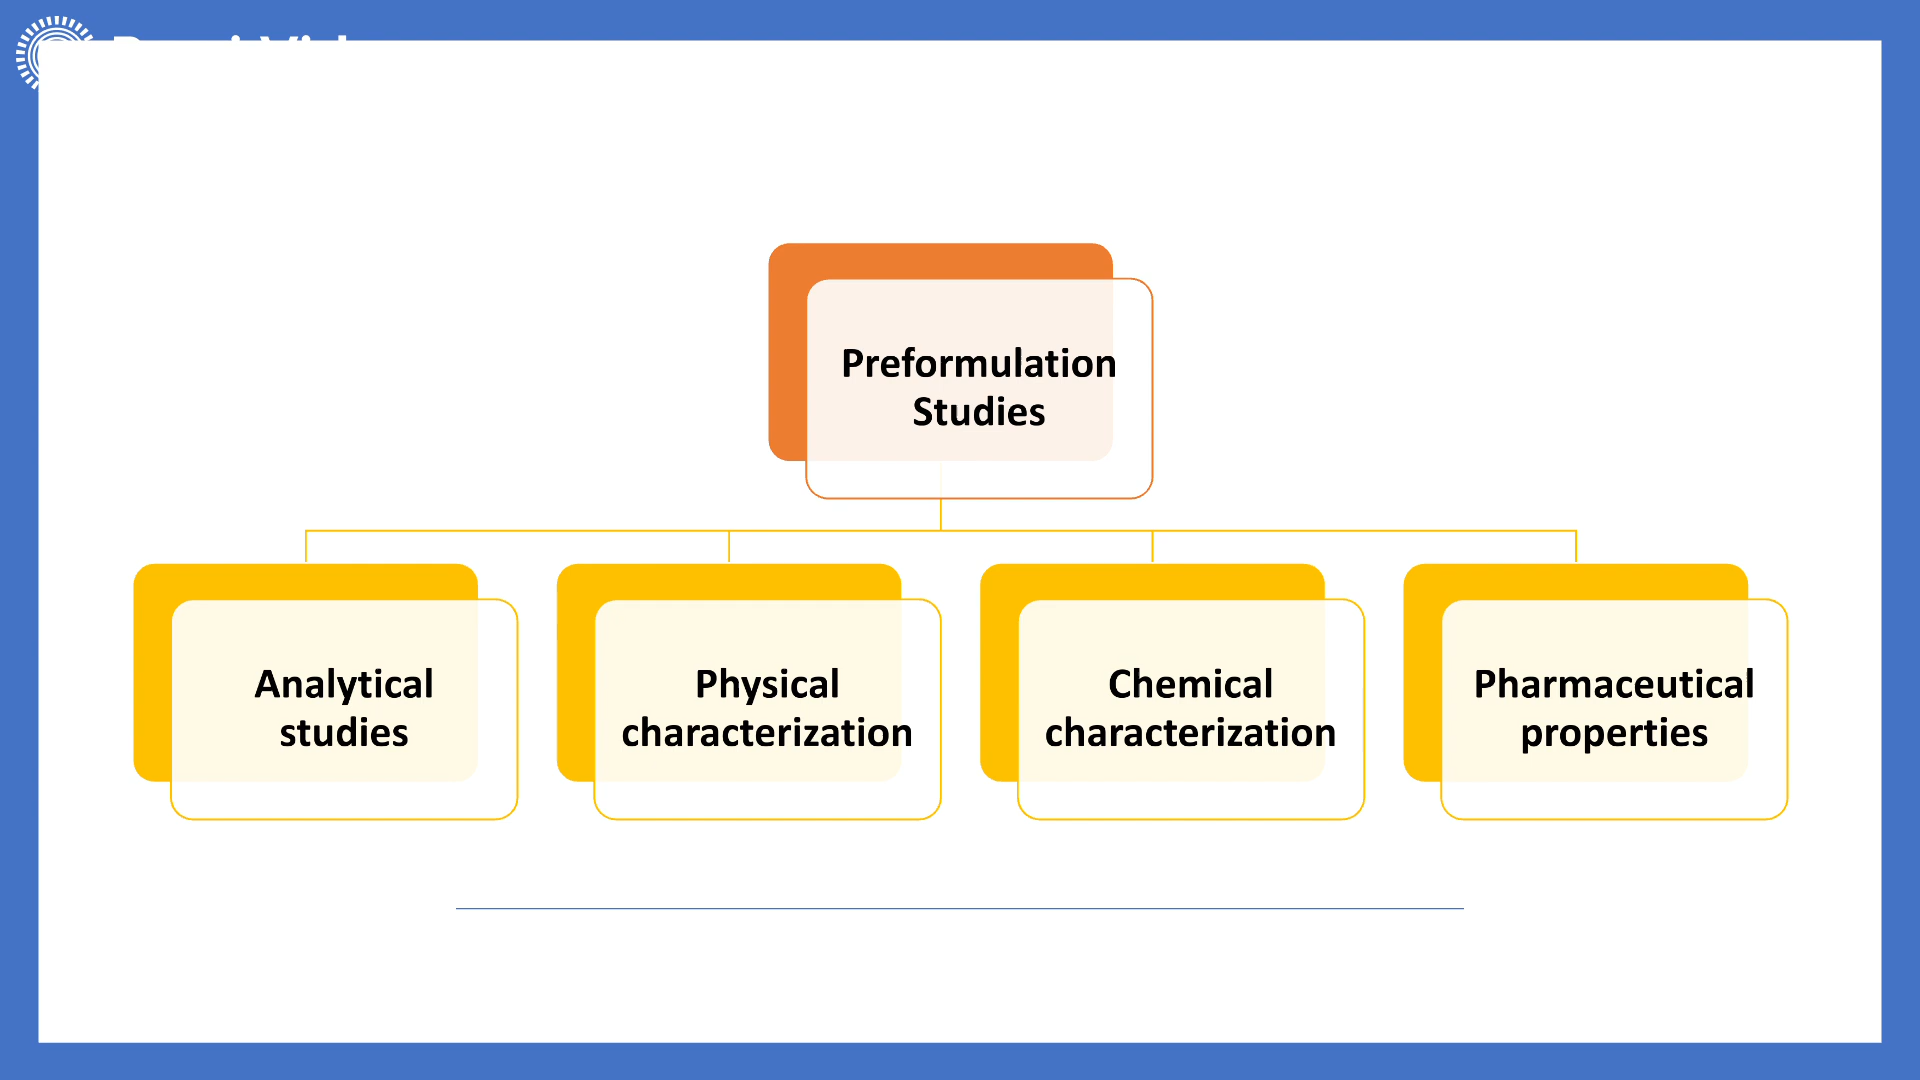 Preformulation
Studies
Analytical
studies
Physical
characterization
Chemical
characterization
Pharmaceutical
properties